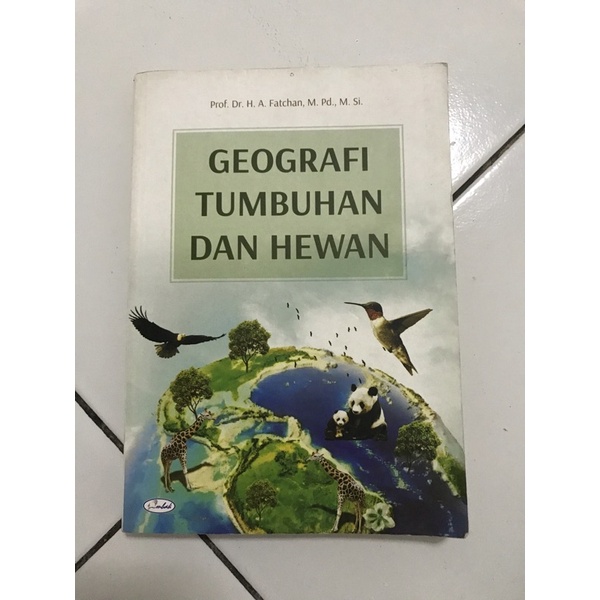 Prof. Dr. H. A. Fatchan, M. Pd., M. Si.
GEOGRAFI
TUMBUHAN
DAN HEWAN